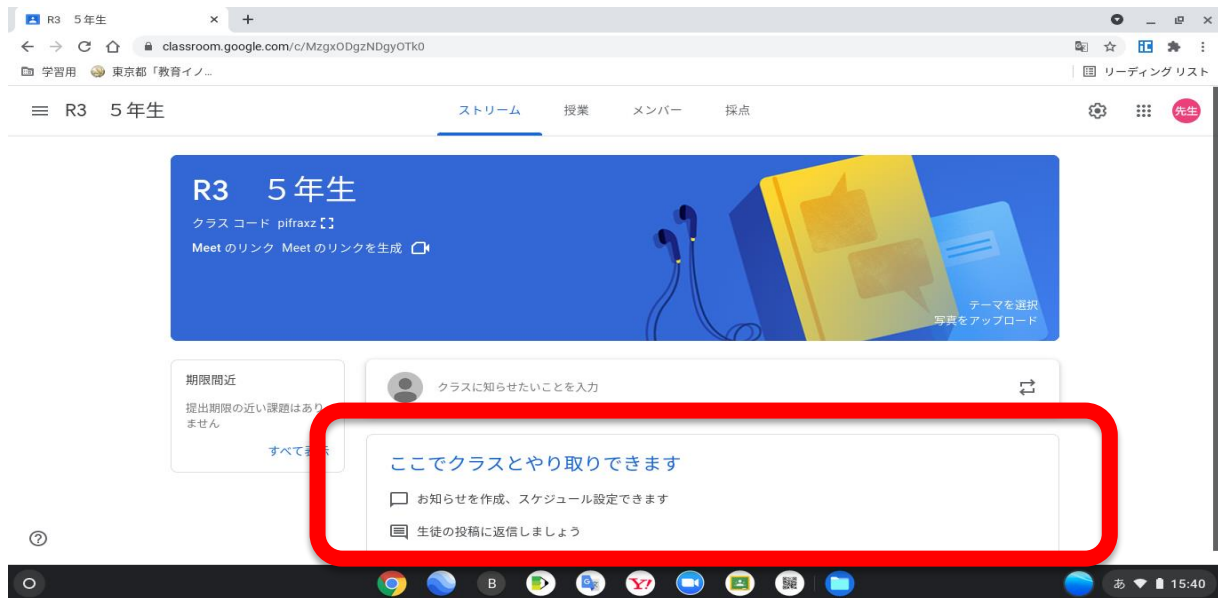 R3 5年生
classroom.google.com/c/MzgxODgzNDgyOTk0
学習用 東京都「教育イノ...
リーディング リスト
R3 5年生
ストリーム 授業 メンバー 採点
先生
R3 5年生
クラス コード pifraxz
Meet のリンク Meet のリンクを生成
テーマを選択
写真をアップロード
期限間近
提出期限の近い課題はあり
ません
すべて表示
クラスに知らせたいことを入力
ここでクラスとやり取りできます
お知らせを作成、スケジュール設定できます
生徒の投稿に返信しましょう
B
Y!
あ 15:40